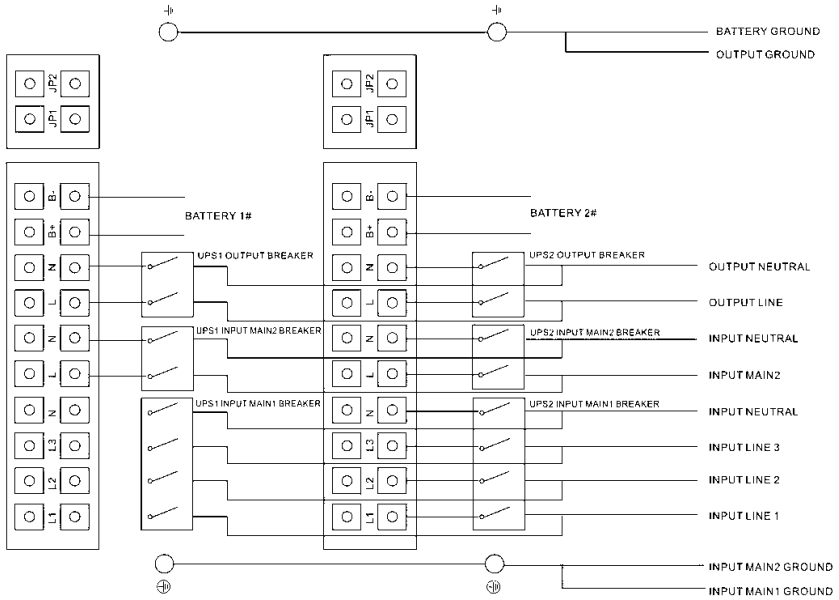 BATTERY GROUND
OUTPUT GROUND
JP2
JP1
JP2
JP1
B-
B-
BATTERY 1#
BATTERY 2#
B+
B+
UPS1 OUTPUT BREAKER
UPS2 OUTPUT BREAKER
N
N
OUTPUT NEUTRAL
L
L
OUTPUT LINE
UPS1 INPUT MAIN2 BREAKER
UPS2 INPUT MAIN2 BREAKER
N
N
INPUT NEUTRAL
L
L
INPUT MAIN2
UPS1 INPUT MAIN1 BREAKER
UPS2 INPUT MAIN1 BREAKER
N
N
INPUT NEUTRAL
L3
L3
INPUT LINE 3
L2
L2
INPUT LINE 2
L1
L1
INPUT LINE 1
INPUT MAIN2 GROUND
INPUT MAIN1 GROUND